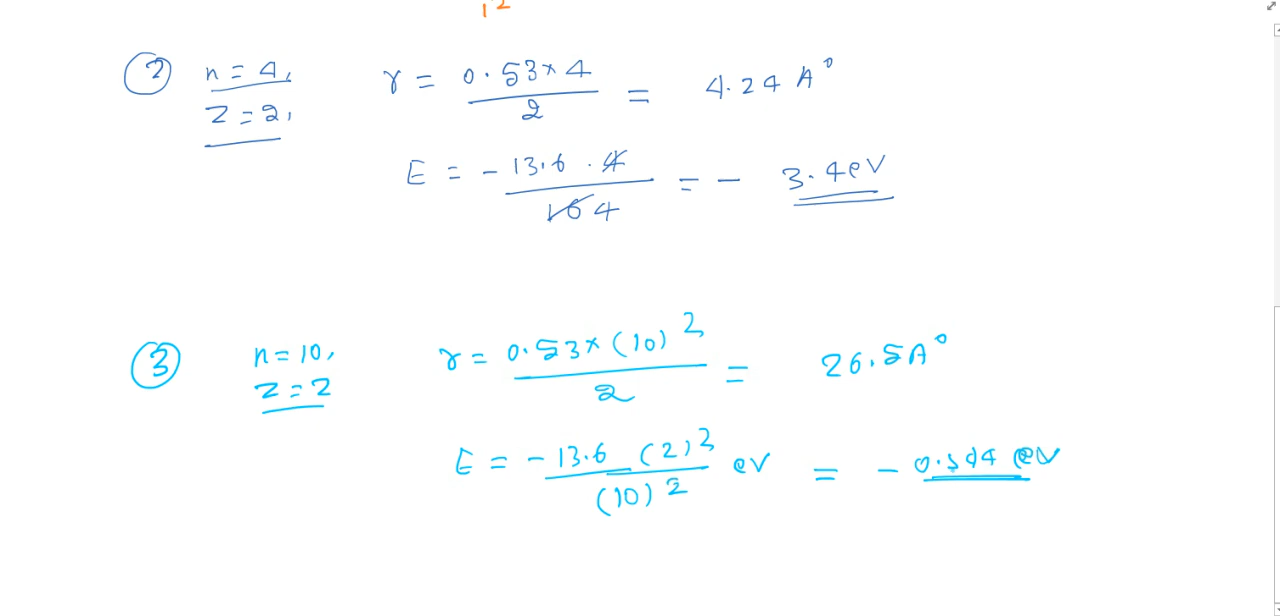 1²
② n = 4, r = 0.53 × 4 / 2 = 4.24 A°
Z = 2,
E = - 13.6 . 4 / 16 4 = - 3.4 eV
③ n = 10, r = 0.53 × (10)² / 2 = 26.5 A°
Z = 2
E = - 13.6 (2)² / (10)² eV = - 0.544 eV